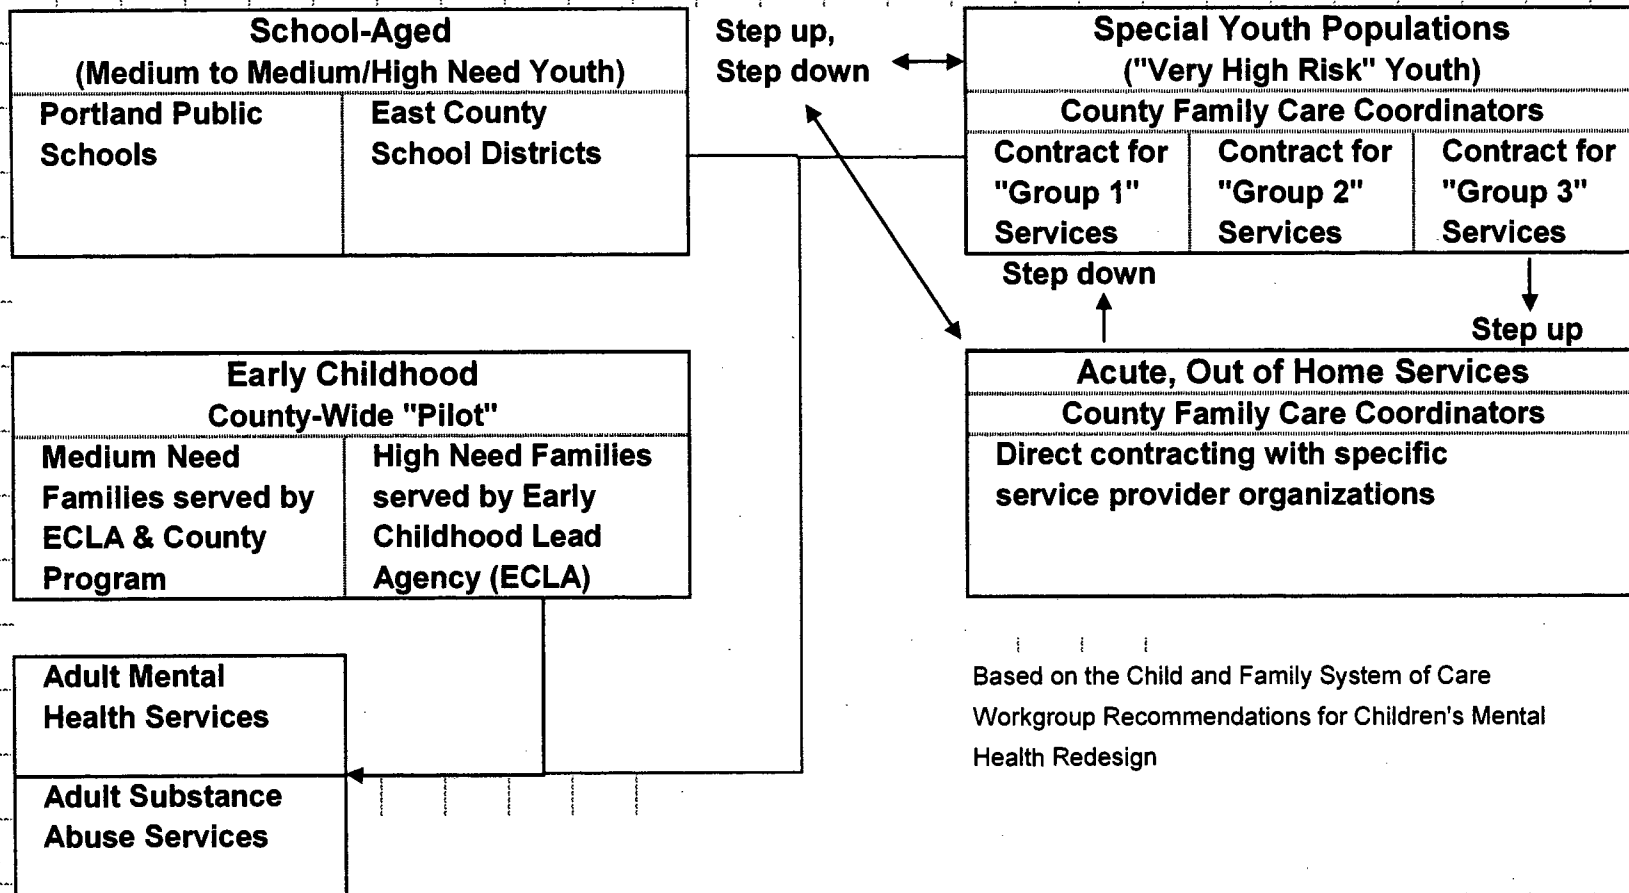 School-Aged
(Medium to Medium/High Need Youth)
Portland Public
Schools
East County
School Districts
Step up,
Step down
Special Youth Populations
("Very High Risk" Youth)
County Family Care Coordinators
Contract for
"Group 1"
Services
Contract for
"Group 2"
Services
Contract for
"Group 3"
Services
Step down
Step up
Early Childhood
County-Wide "Pilot"
Medium Need
Families served by
ECLA & County
Program
High Need Families
served by Early
Childhood Lead
Agency (ECLA)
Acute, Out of Home Services
County Family Care Coordinators
Direct contracting with specific
service provider organizations
Adult Mental
Health Services
Adult Substance
Abuse Services
Based on the Child and Family System of Care
Workgroup Recommendations for Children's Mental
Health Redesign